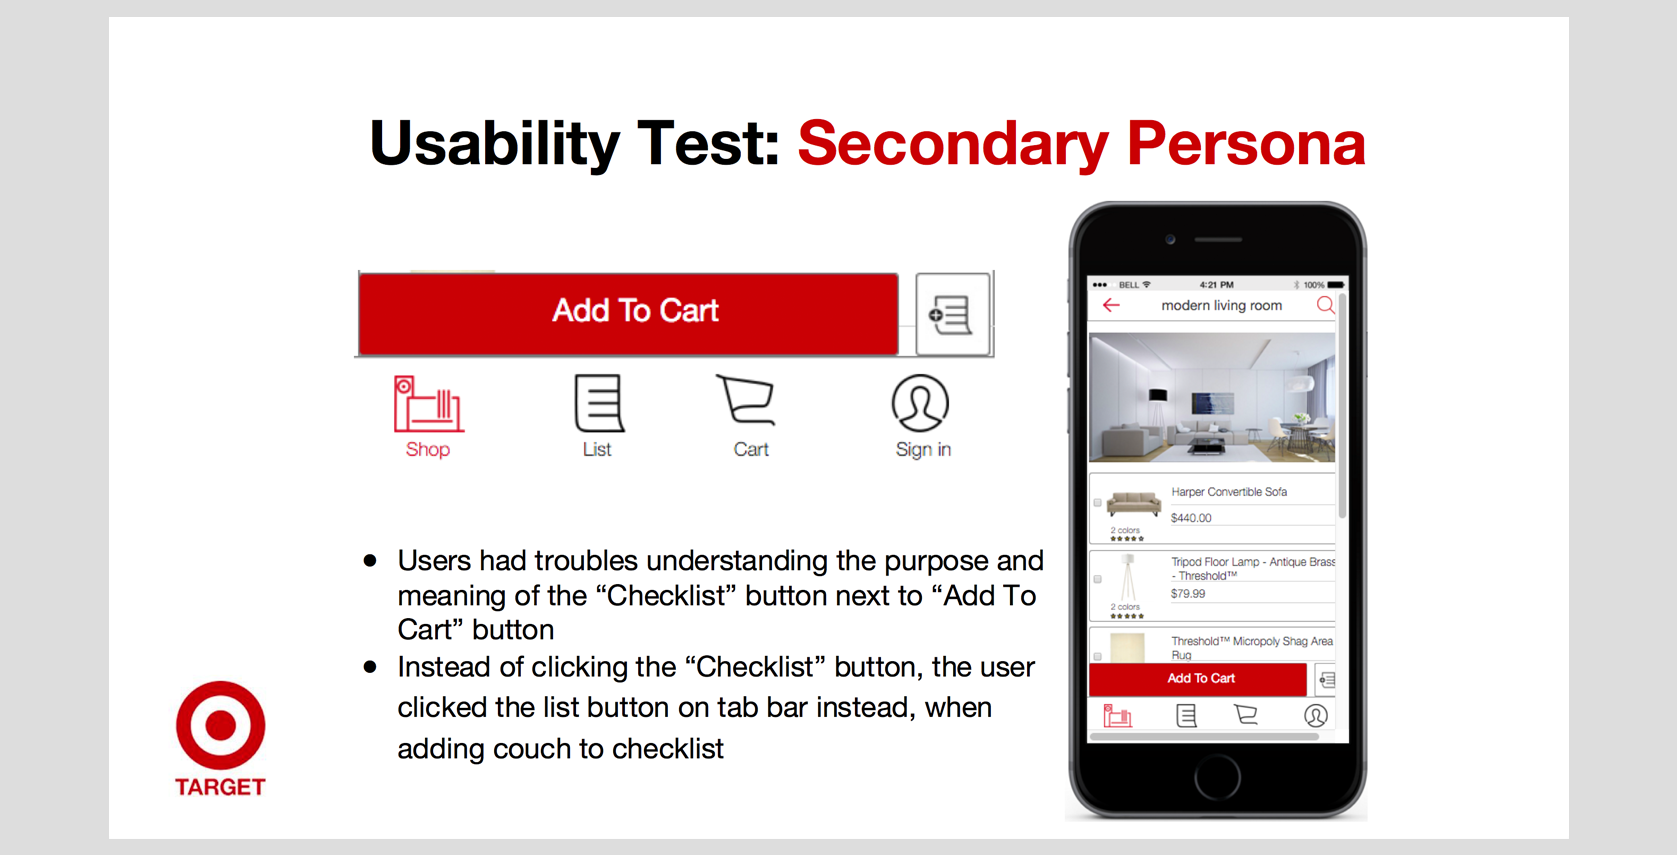 Usability Test: Secondary Persona
Add To Cart
Shop
List
Cart
Sign in
● Users had troubles understanding the purpose and
meaning of the “Checklist” button next to “Add To
Cart” button
● Instead of clicking the “Checklist” button, the user
clicked the list button on tab bar instead, when
adding couch to checklist
TARGET
BELL 4:21 PM 100%
modern living room
Harper Convertible Sofa
$440.00
2 colors
Tripod Floor Lamp - Antique Brass
- Threshold™
$79.99
2 colors
Threshold™ Micropoly Shag Area
Rug
Add To Cart